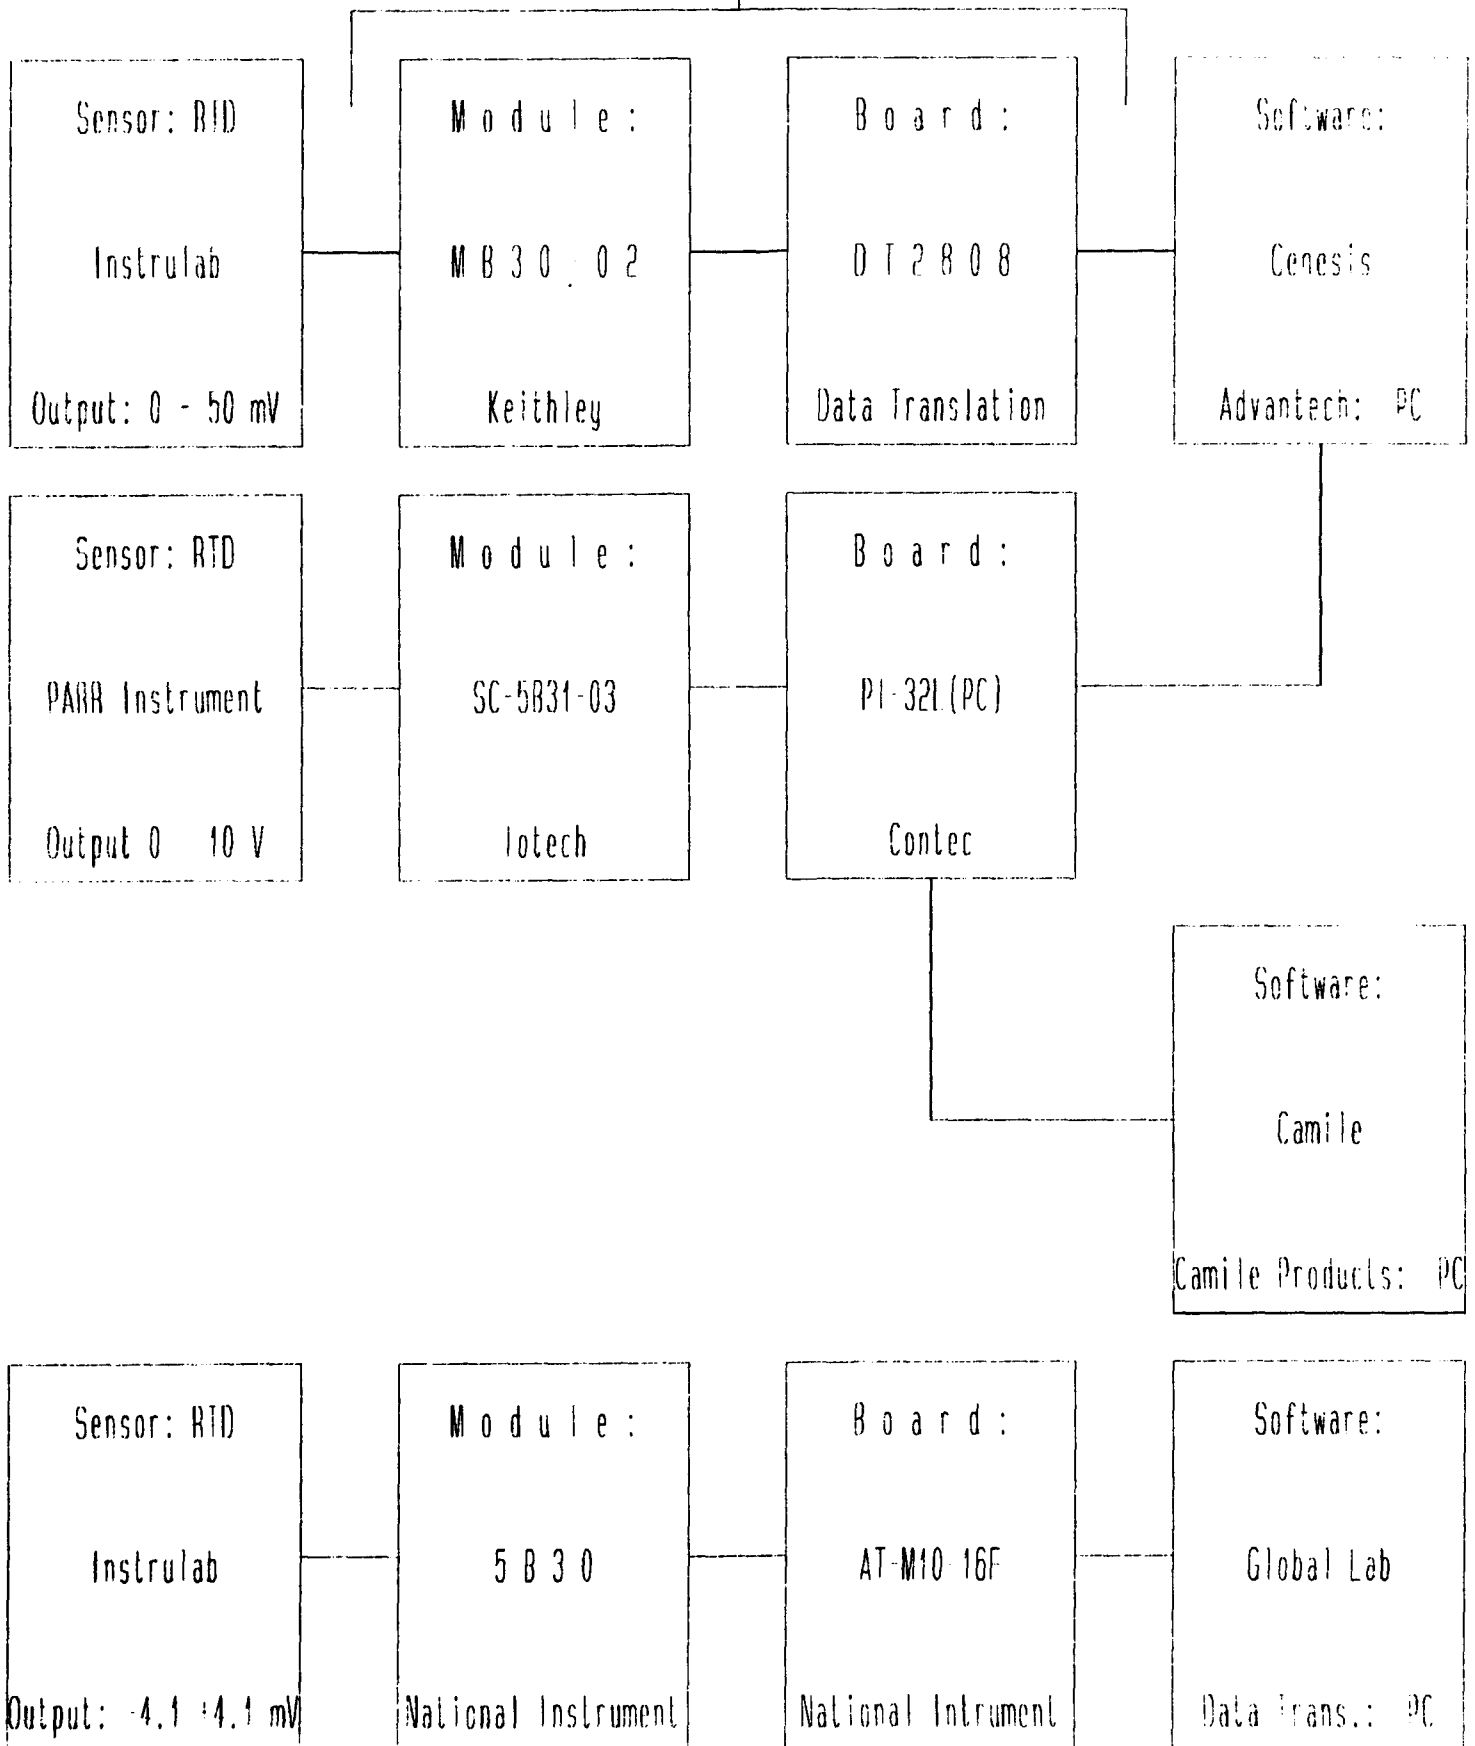 Sensor: RTD
Instrulab
Output: 0 - 50 mV
Module:
MB30-02
Keithley
Board:
DT2808
Data Translation
Software:
Genesis
Advantech: PC
Sensor: RTD
PARR Instrument
Output 0 10 V
Module:
SC-5B31-03
Iotech
Board:
PI-32L(PC)
Contec
Software:
Camile
Camile Products: PC
Sensor: RTD
Instrulab
Output: -4.1 +4.1 mV
Module:
5B30
National Instrument
Board:
AT-M10-16F
National Intrument
Software:
Global Lab
Data Trans.: PC